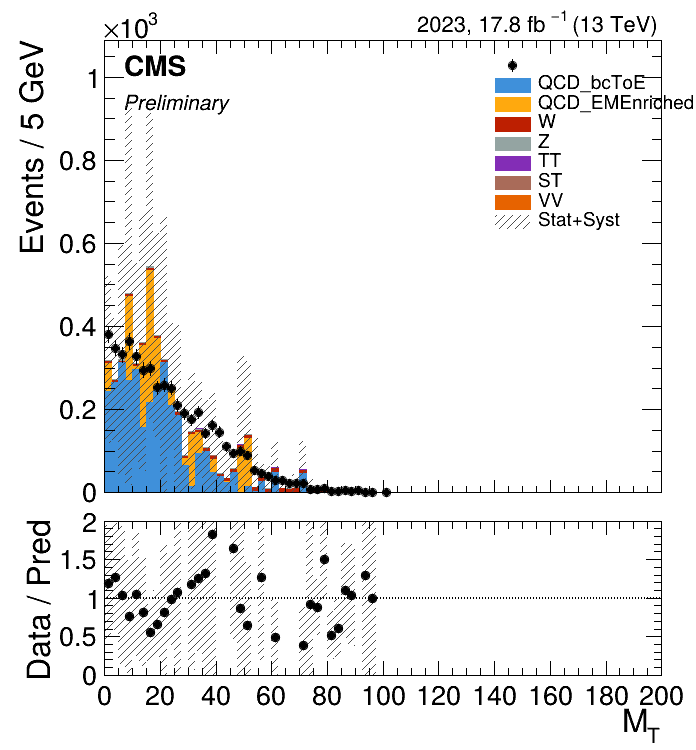 ×10³
2023, 17.8 fb⁻¹ (13 TeV)
Events / 5 GeV
CMS
Preliminary
QCD_bcToE
QCD_EMEnriched
W
Z
TT
ST
VV
Stat+Syst
1
0.8
0.6
0.4
0.2
0
Data / Pred
2
1.5
1
0.5
0
0 20 40 60 80 100 120 140 160 180 200
M_T